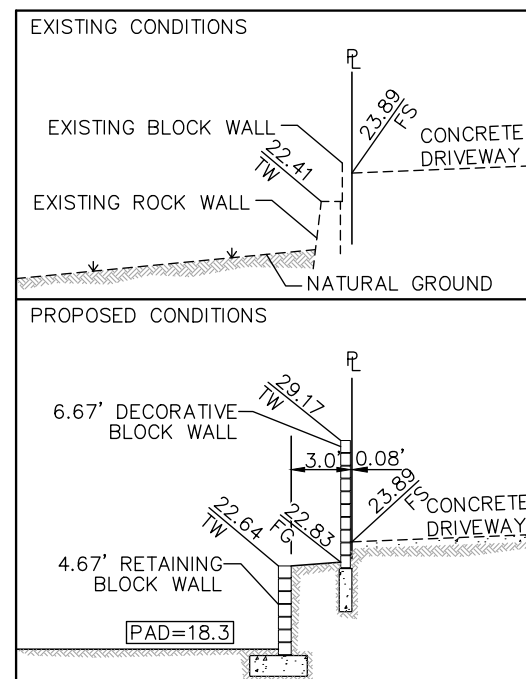 EXISTING CONDITIONS
PL
EXISTING BLOCK WALL
23.89
FS
CONCRETE
DRIVEWAY
22.41
TW
EXISTING ROCK WALL
NATURAL GROUND
PROPOSED CONDITIONS
PL
29.17
TW
6.67' DECORATIVE
BLOCK WALL
3.0'
0.08'
23.89
FS
CONCRETE
DRIVEWAY
22.64
TW
22.83
FG
4.67' RETAINING
BLOCK WALL
PAD=18.3